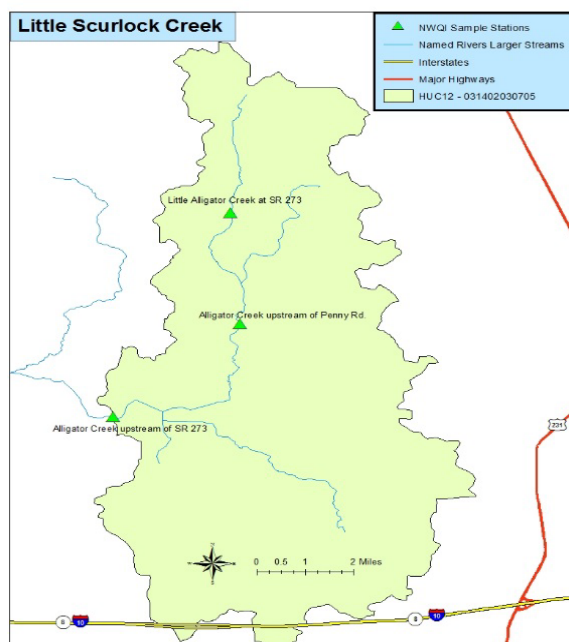 Little Scurlock Creek
NWQI Sample Stations
Named Rivers Larger Streams
Interstates
Major Highways
HUC12 - 031402030705
Little Alligator Creek at SR 273
Alligator Creek upstream of Penny Rd.
Alligator Creek upstream of SR 273
231
N
0 0.5 1 2 Miles
8 10
8 10